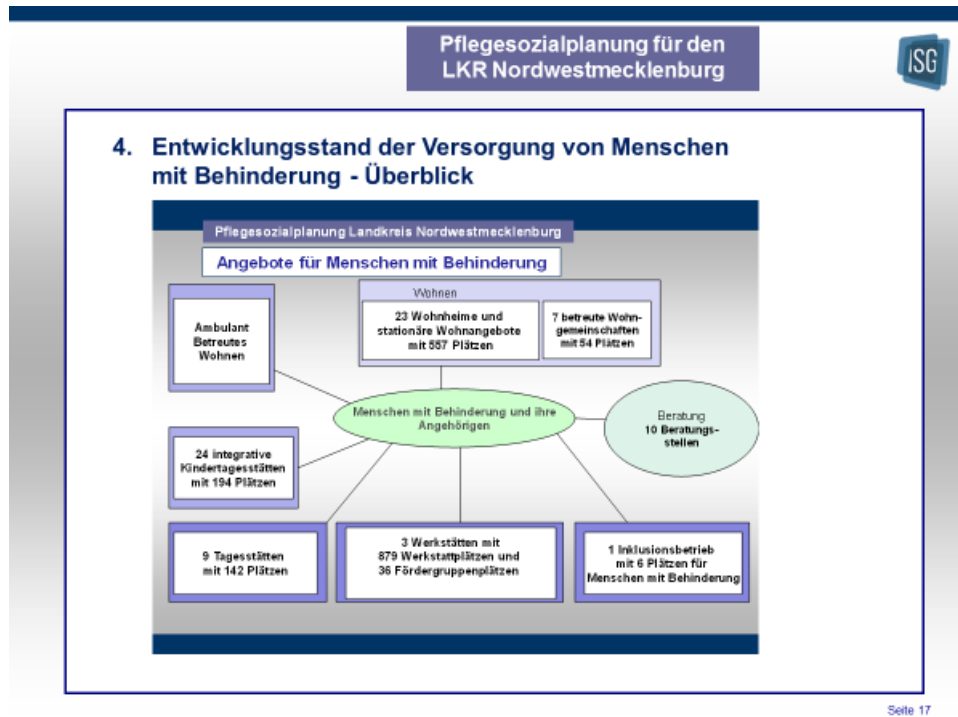 Pflegesozialplanung für den
LKR Nordwestmecklenburg
ISG
4. Entwicklungsstand der Versorgung von Menschen
mit Behinderung - Überblick
Pflegesozialplanung Landkreis Nordwestmecklenburg
Angebote für Menschen mit Behinderung
Wohnen
23 Wohnheime und
stationäre Wohnangebote
mit 557 Plätzen
7 betreute Wohn-
gemeinschaften
mit 54 Plätzen
Ambulant
Betreutes
Wohnen
Menschen mit Behinderung und ihre
Angehörigen
Beratung
10 Beratungs-
stellen
24 integrative
Kindertagesstätten
mit 194 Plätzen
9 Tagesstätten
mit 142 Plätzen
3 Werkstätten mit
879 Werkstattplätzen und
36 Fördergruppenplätzen
1 Inklusionsbetrieb
mit 6 Plätzen für
Menschen mit Behinderung
Seite 17